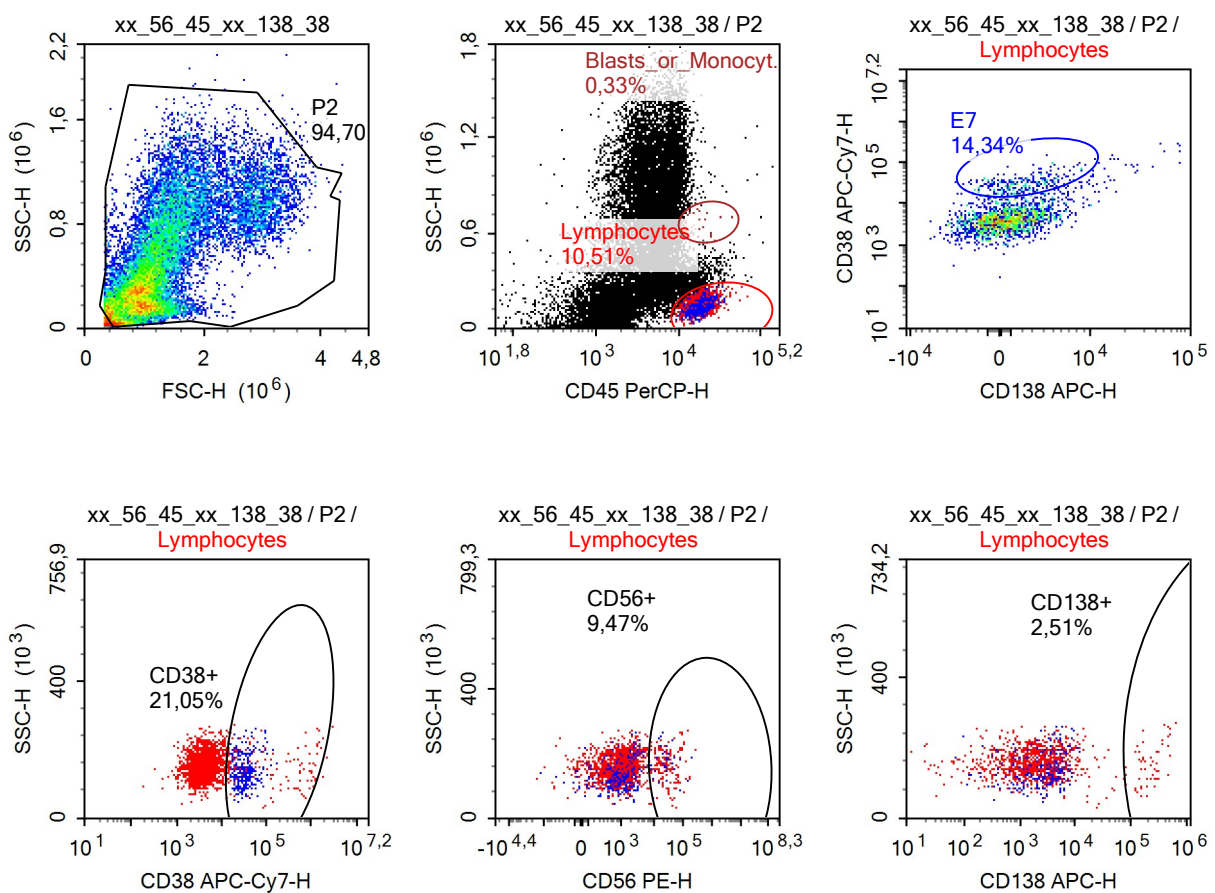 xx_56_45_xx_138_38
2,2
1,6
0,8
0
SSC-H (10^6)
P2
94,70
0
2
4
4,8
FSC-H (10^6)
xx_56_45_xx_138_38 / P2
1,8
1,2
0,6
0
SSC-H (10^6)
Blasts_or_Monocyt.
0,33%
Lymphocytes
10,51%
10^1,8
10^3
10^4
10^5,2
CD45 PerCP-H
xx_56_45_xx_138_38 / P2 /
Lymphocytes
10^7,2
10^5
10^3
10^1
CD38 APC-Cy7-H
E7
14,34%
-10^4
0
10^4
10^5
CD138 APC-H
xx_56_45_xx_138_38 / P2 /
Lymphocytes
756,9
400
0
SSC-H (10^3)
CD38+
21,05%
10^1
10^3
10^5
10^7,2
CD38 APC-Cy7-H
xx_56_45_xx_138_38 / P2 /
Lymphocytes
799,3
400
0
SSC-H (10^3)
CD56+
9,47%
-10^4,4
0
10^3
10^5
10^8,3
CD56 PE-H
xx_56_45_xx_138_38 / P2 /
Lymphocytes
734,2
400
0
SSC-H (10^3)
CD138+
2,51%
10^1
10^2
10^3
10^4
10^5
10^6
CD138 APC-H